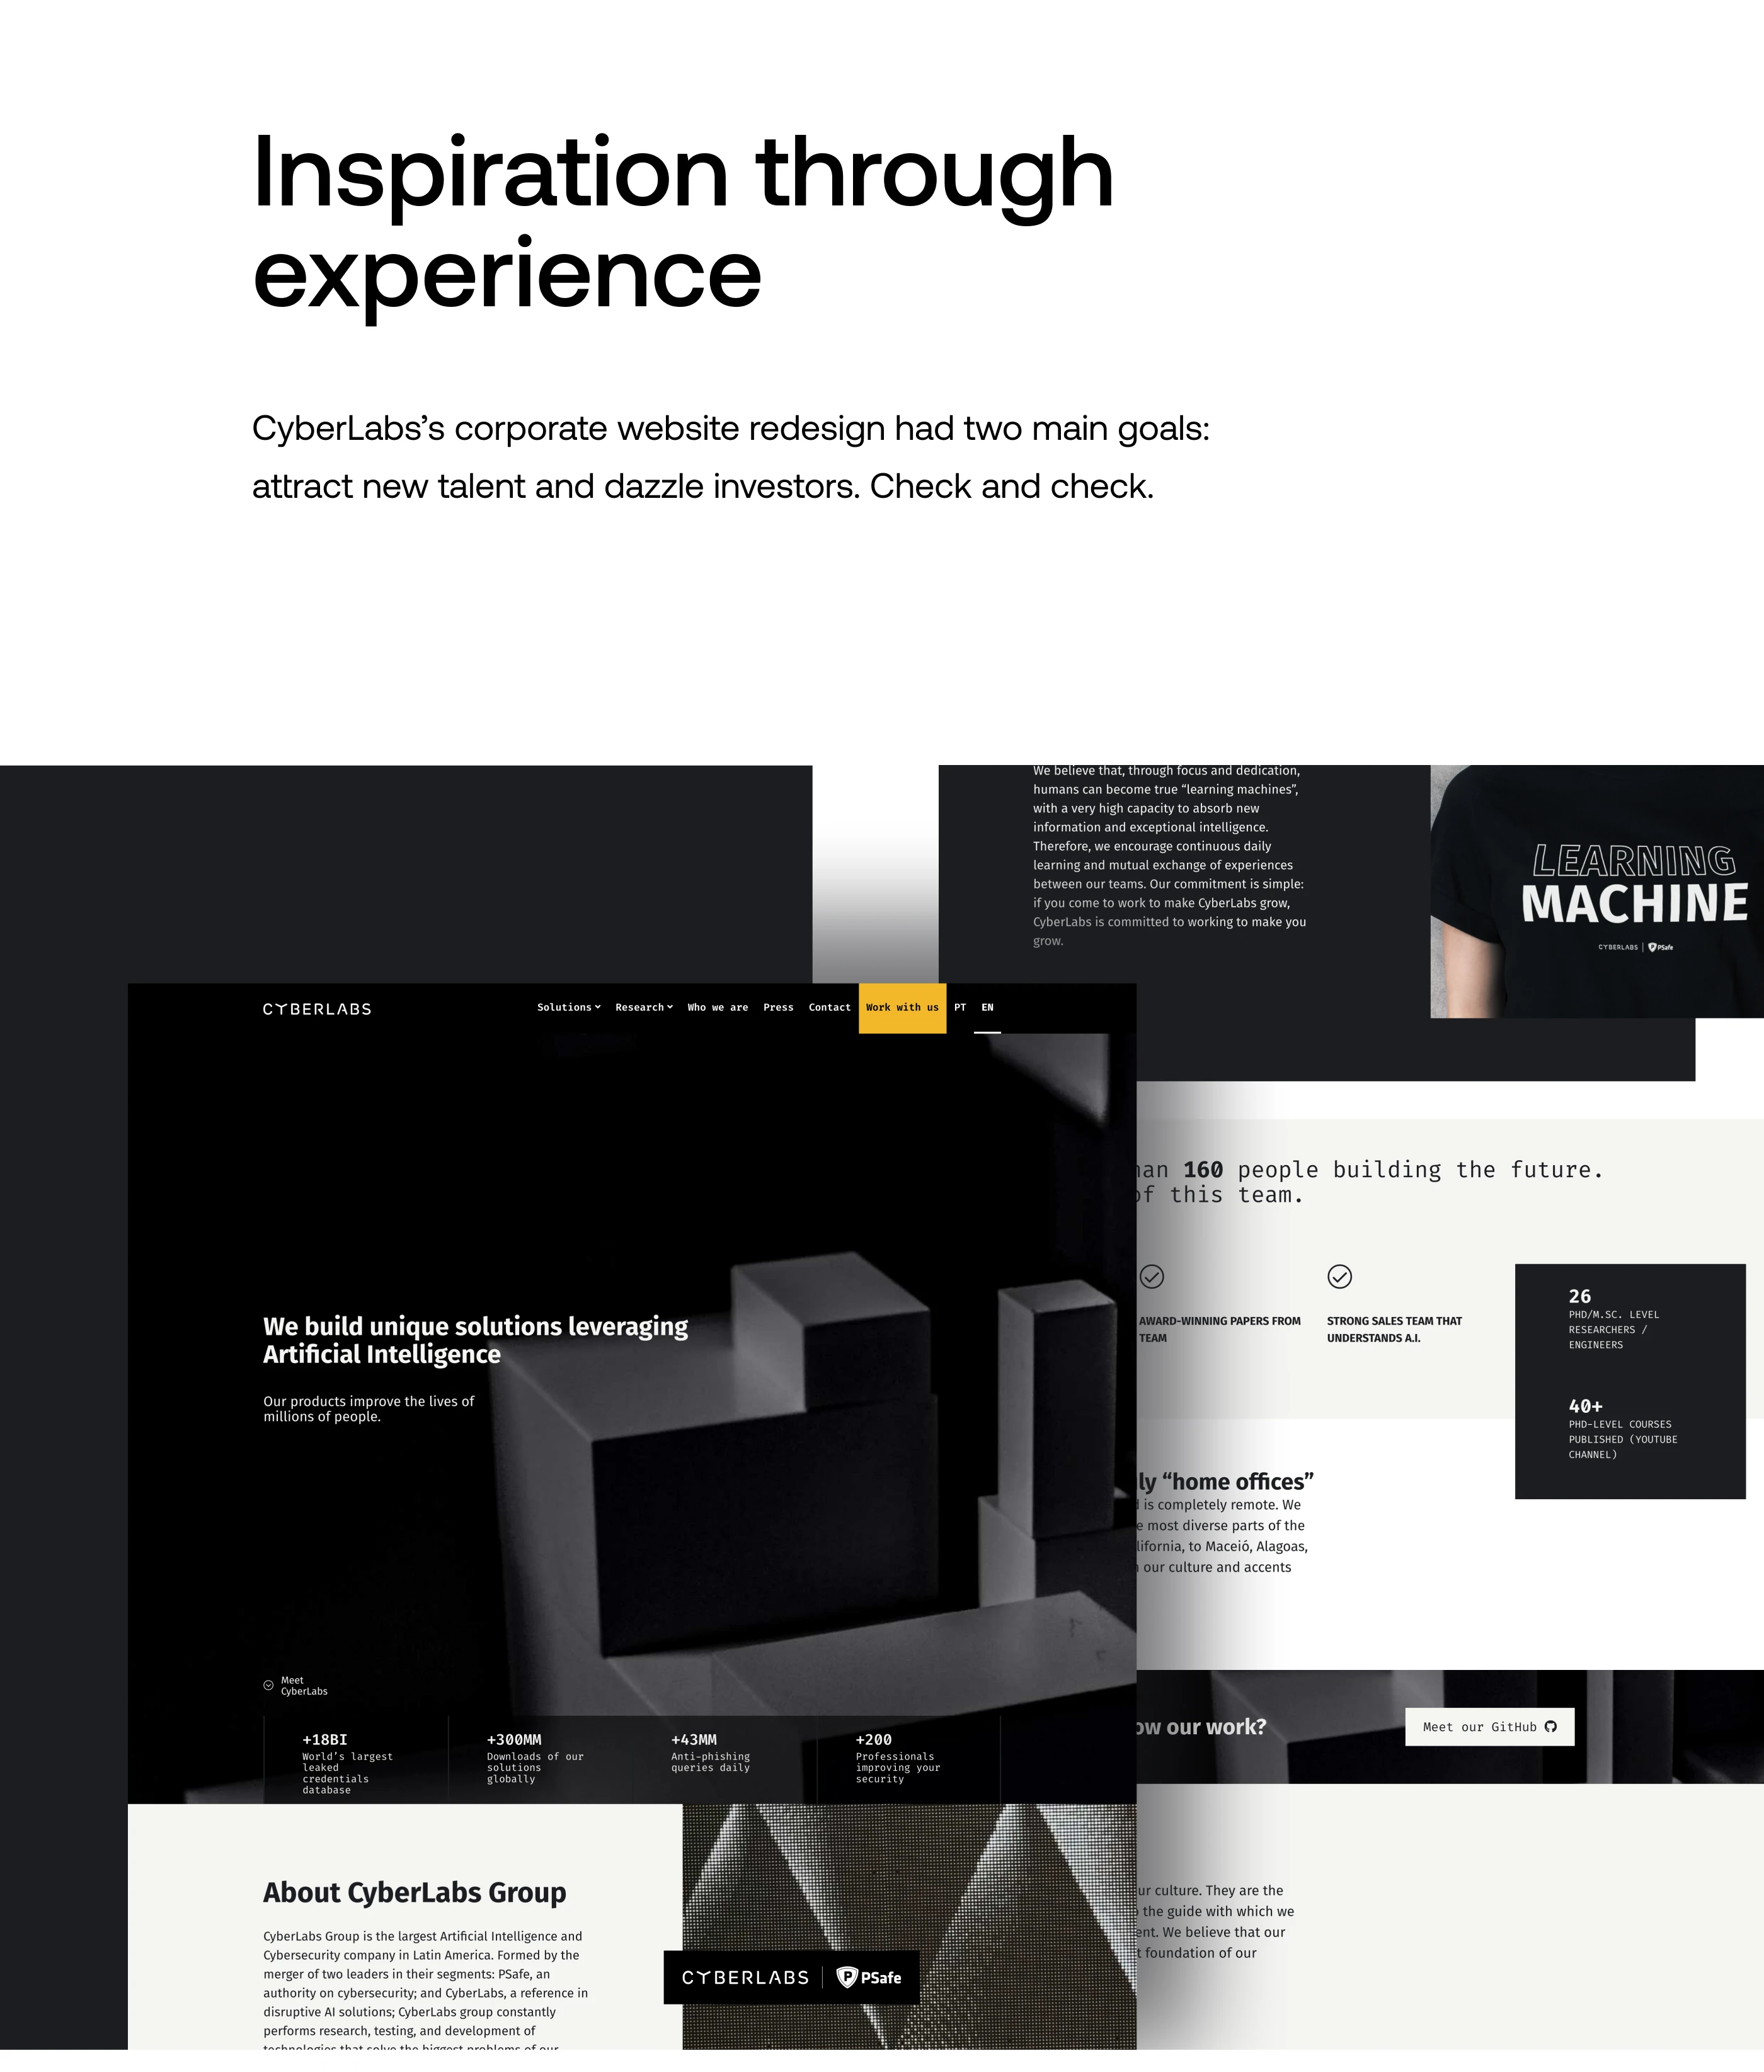 Inspiration through
experience
CyberLabs’s corporate website redesign had two main goals:
attract new talent and dazzle investors. Check and check.
We believe that, through focus and dedication,
humans can become true “learning machines”,
with a very high capacity to absorb new
information and exceptional intelligence.
Therefore, we encourage continuous daily
learning and mutual exchange of experiences
between our teams. Our commitment is simple:
if you come to work to make CyberLabs grow,
CyberLabs is committed to working to make you
grow.
LEARNING
MACHINE
CYBERLABS | PSafe
CYBERLABS
Solutions Research Who we are Press Contact Work with us PT EN
We build unique solutions leveraging
Artificial Intelligence
Our products improve the lives of
millions of people.
Meet
CyberLabs
+18BI
World’s largest
leaked
credentials
database
+300MM
Downloads of our
solutions
globally
+43MM
Anti-phishing
queries daily
+200
Professionals
improving your
security
160 people building the future.
of this team.
AWARD-WINNING PAPERS FROM
TEAM
STRONG SALES TEAM THAT
UNDERSTANDS A.I.
26
PHD/M.SC. LEVEL
RESEARCHERS /
ENGINEERS
40+
PHD-LEVEL COURSES
PUBLISHED (YOUTUBE
CHANNEL)
“home offices”
is completely remote. We
most diverse parts of the
to Maceió, Alagoas,
our culture and accents
our work?
Meet our GitHub
culture. They are the
the guide with which we
We believe that our
foundation of our
About CyberLabs Group
CyberLabs Group is the largest Artificial Intelligence and
Cybersecurity company in Latin America. Formed by the
merger of two leaders in their segments: PSafe, an
authority on cybersecurity; and CyberLabs, a reference in
disruptive AI solutions; CyberLabs group constantly
performs research, testing, and development of
technologies that solve the biggest problems of our
CYBERLABS | PSafe